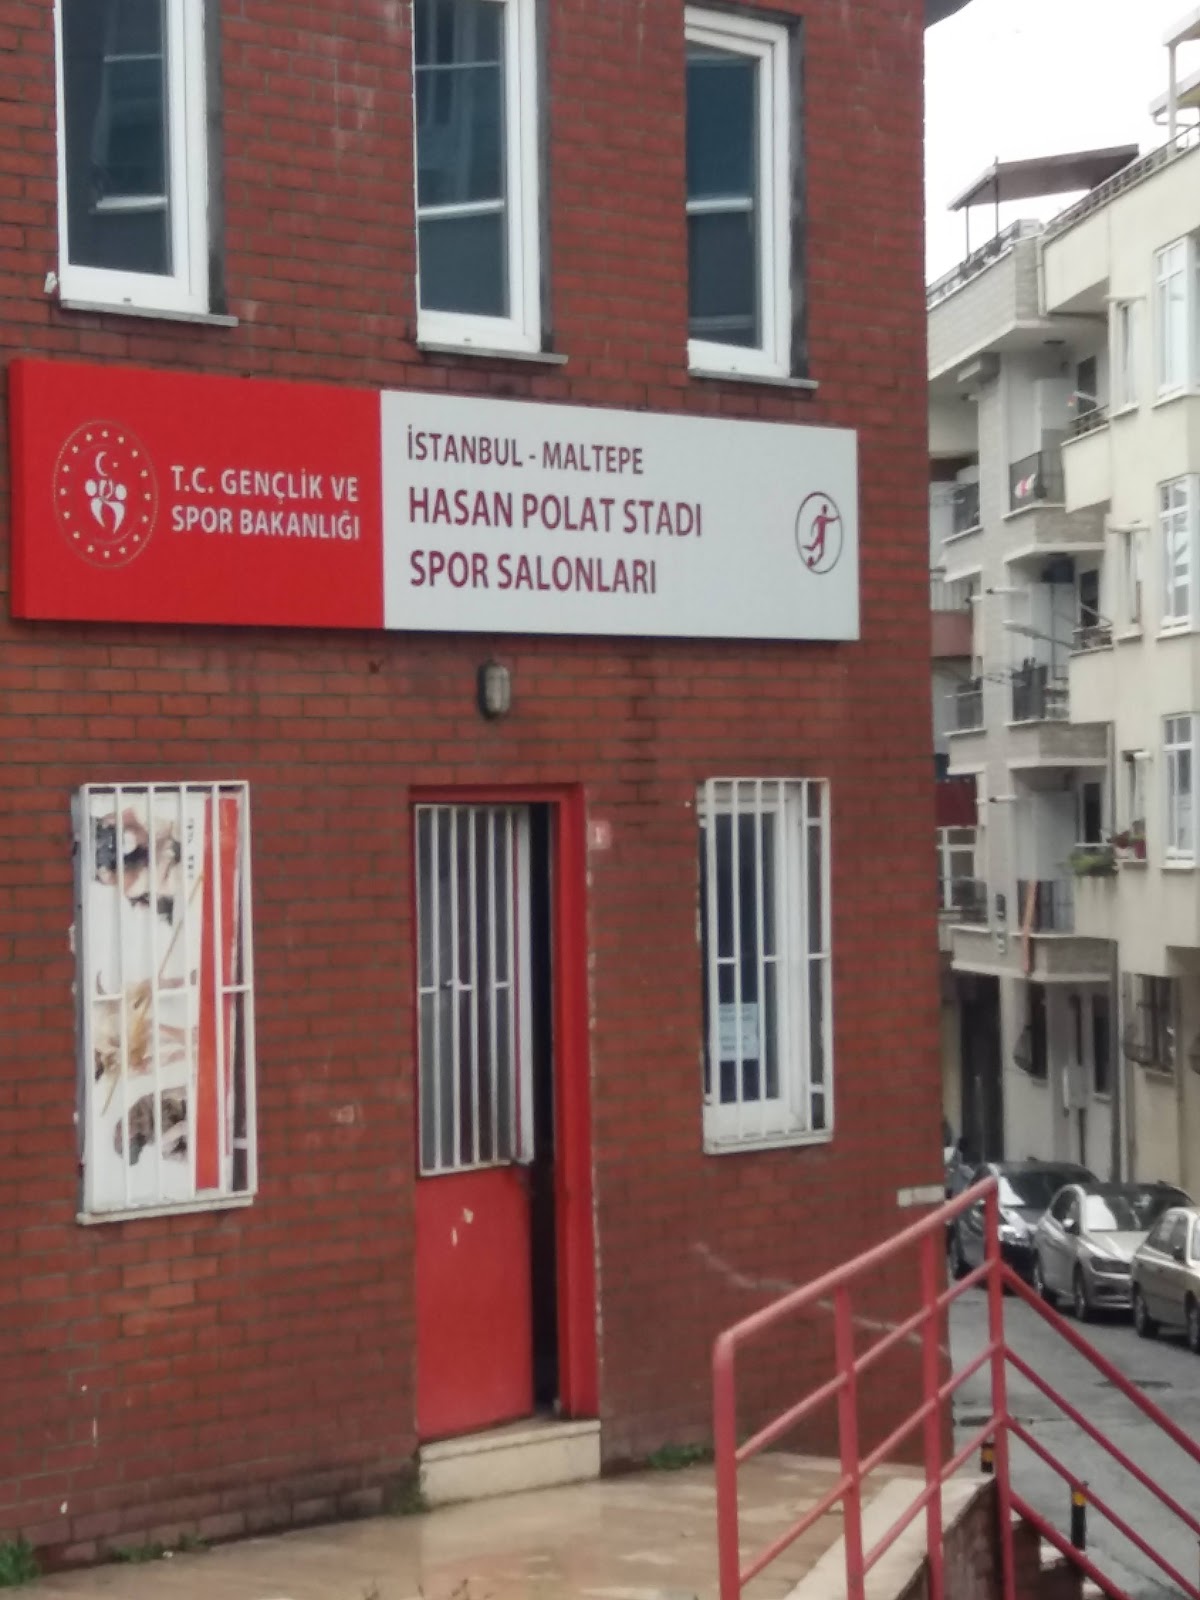 T.C. GENÇLİK VE
SPOR BAKANLIĞI
İSTANBUL - MALTEPE
HASAN POLAT STADI
SPOR SALONLARI